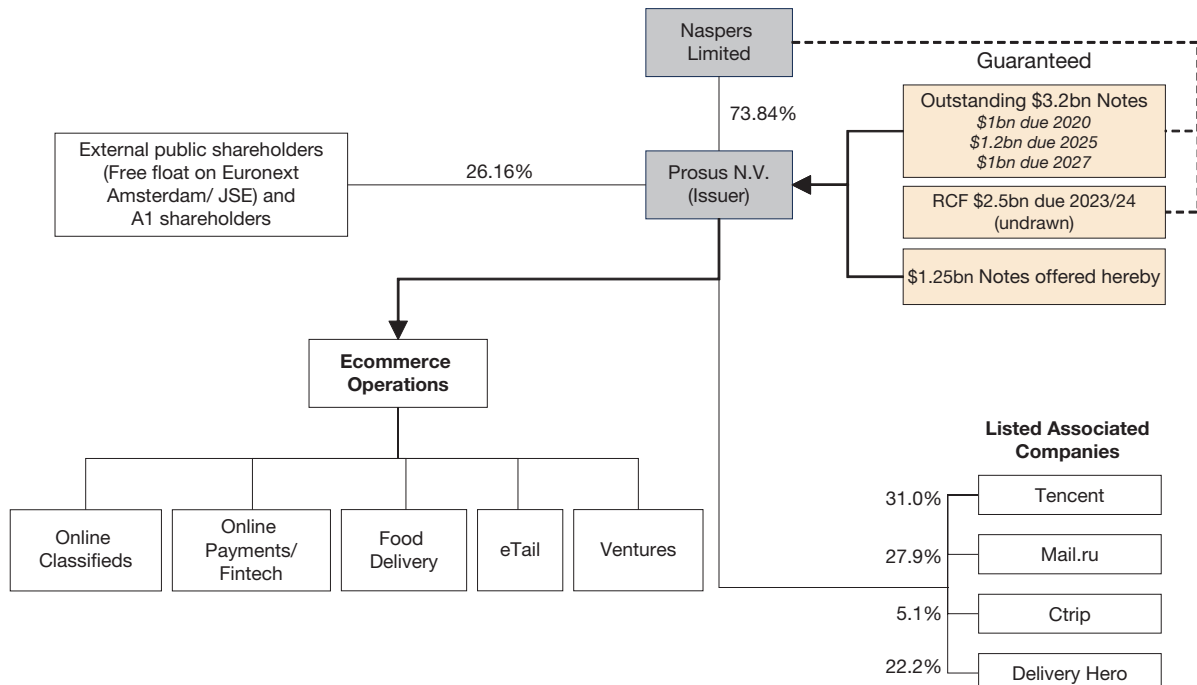 Naspers
Limited
Guaranteed
73.84%
Outstanding $3.2bn Notes
$1bn due 2020
$1.2bn due 2025
$1bn due 2027
External public shareholders
(Free float on Euronext
Amsterdam/ JSE) and
A1 shareholders
26.16%
Prosus N.V.
(Issuer)
RCF $2.5bn due 2023/24
(undrawn)
$1.25bn Notes offered hereby
Ecommerce
Operations
Online
Classifieds
Online
Payments/
Fintech
Food
Delivery
eTail
Ventures
Listed Associated
Companies
31.0%
Tencent
27.9%
Mail.ru
5.1%
Ctrip
22.2%
Delivery Hero